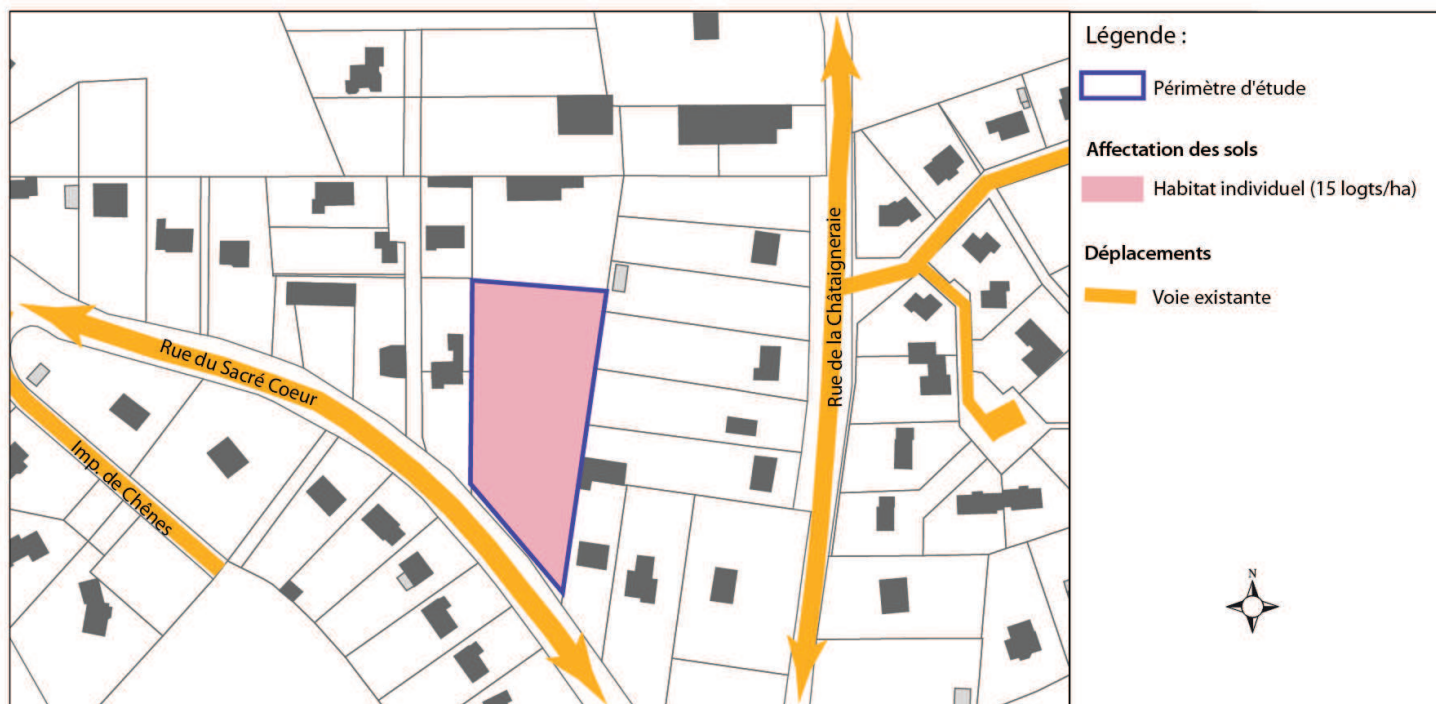 Légende :
Périmètre d'étude
Affectation des sols
Habitat individuel (15 logts/ha)
Déplacements
Voie existante
Rue de la Châtaigneraie
Rue du Sacré Coeur
Imp. de Chênes
N